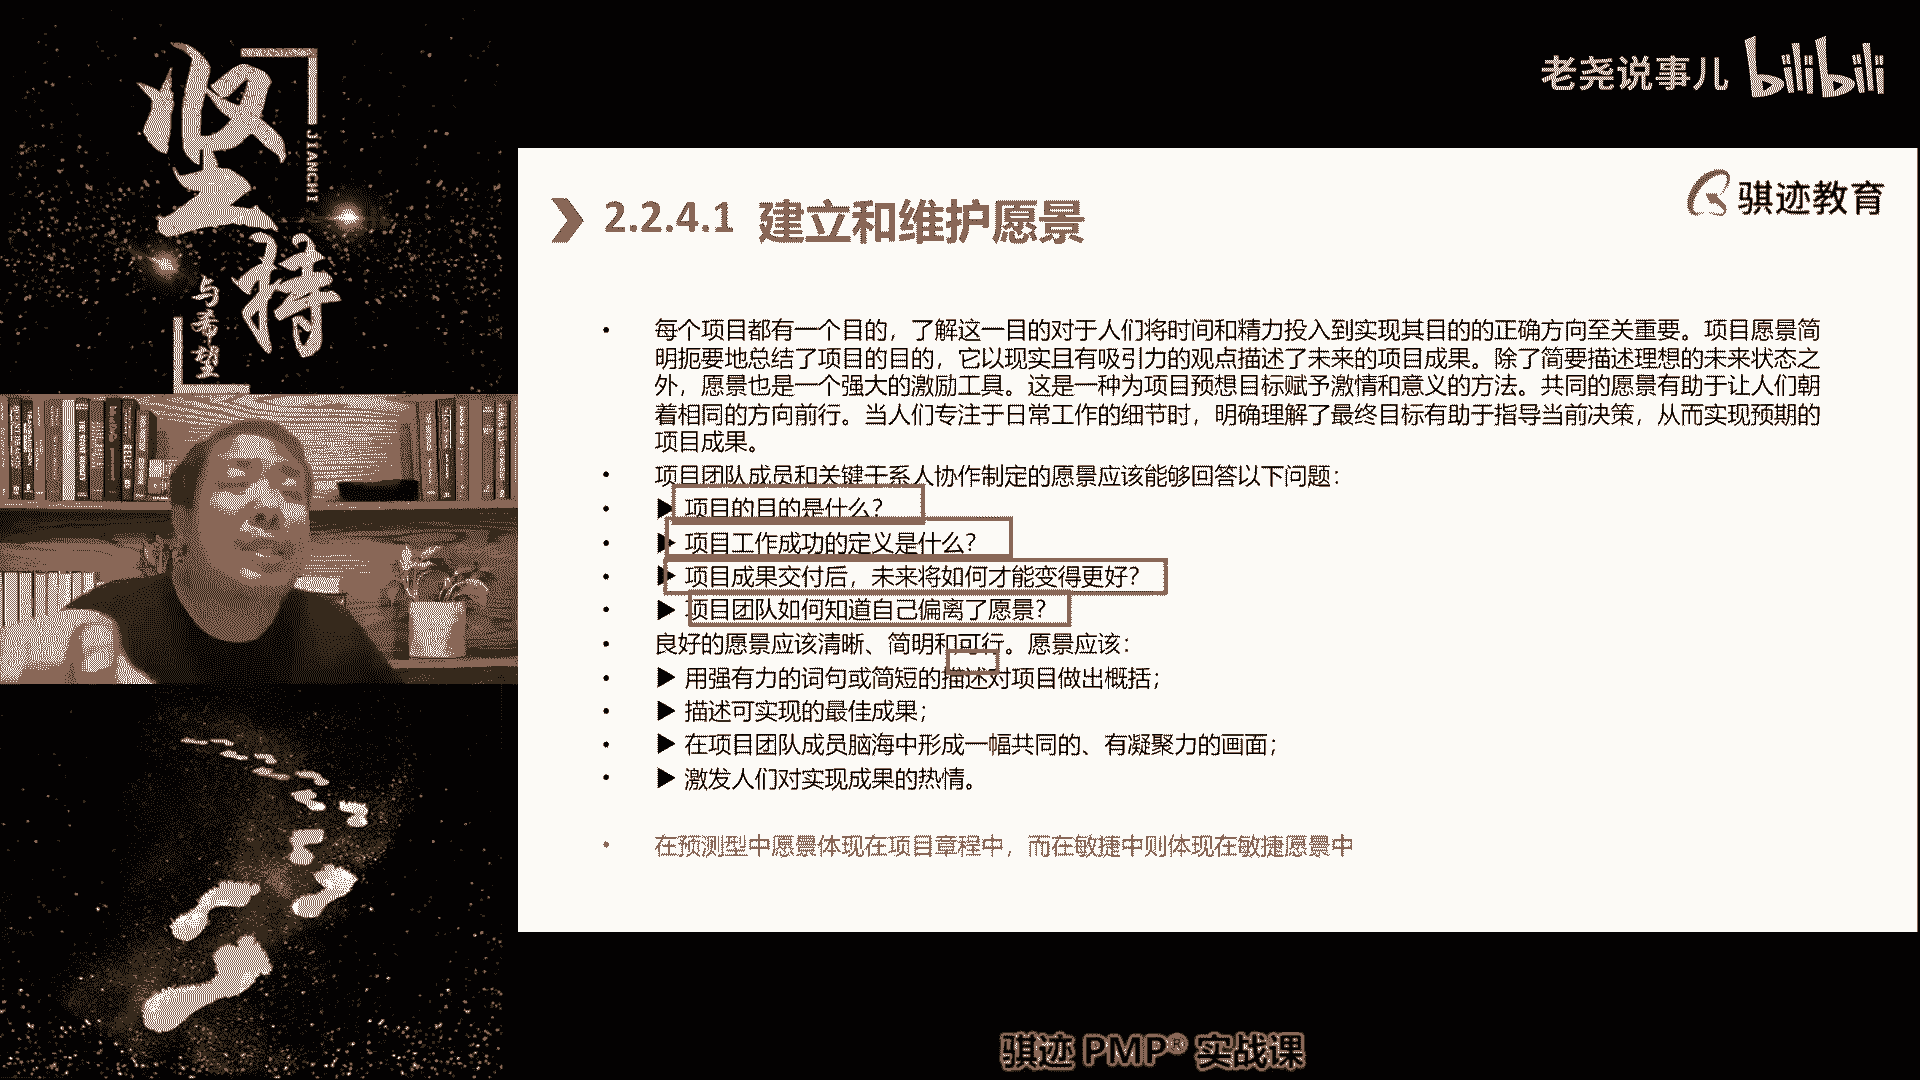 坚持
JIANCHI
与希望
老尧说事儿 bilibili
骐迹教育
2.2.4.1 建立和维护愿景
• 每个项目都有一个目的，了解这一目的对于人们将时间和精力投入到实现其目的的正确方向至关重要。项目愿景简
明扼要地总结了项目的目的，它以现实且有吸引力的观点描述了未来的项目成果。除了简要描述理想的未来状态之
外，愿景也是一个强大的激励工具。这是一种为项目预想目标赋予激情和意义的方法。共同的愿景有助于让人们朝
着相同的方向前行。当人们专注于日常工作的细节时，明确理解了最终目标有助于指导当前决策，从而实现预期的
项目成果。
• 项目团队成员和关键干系人协作制定的愿景应该能够回答以下问题：
• ▶ 项目的目的是什么？
• ▶ 项目工作成功的定义是什么？
• ▶ 项目成果交付后，未来将如何才能变得更好？
• ▶ 项目团队如何知道自己偏离了愿景？
• 良好的愿景应该清晰、简明和可行。愿景应该：
• ▶ 用强有力的词句或简短的描述对项目做出概括；
• ▶ 描述可实现的最佳成果；
• ▶ 在项目团队成员脑海中形成一幅共同的、有凝聚力的画面；
• ▶ 激发人们对实现成果的热情。
• 在预测型中愿景体现在项目章程中，而在敏捷中则体现在敏捷愿景中
骐迹 PMP® 实战课